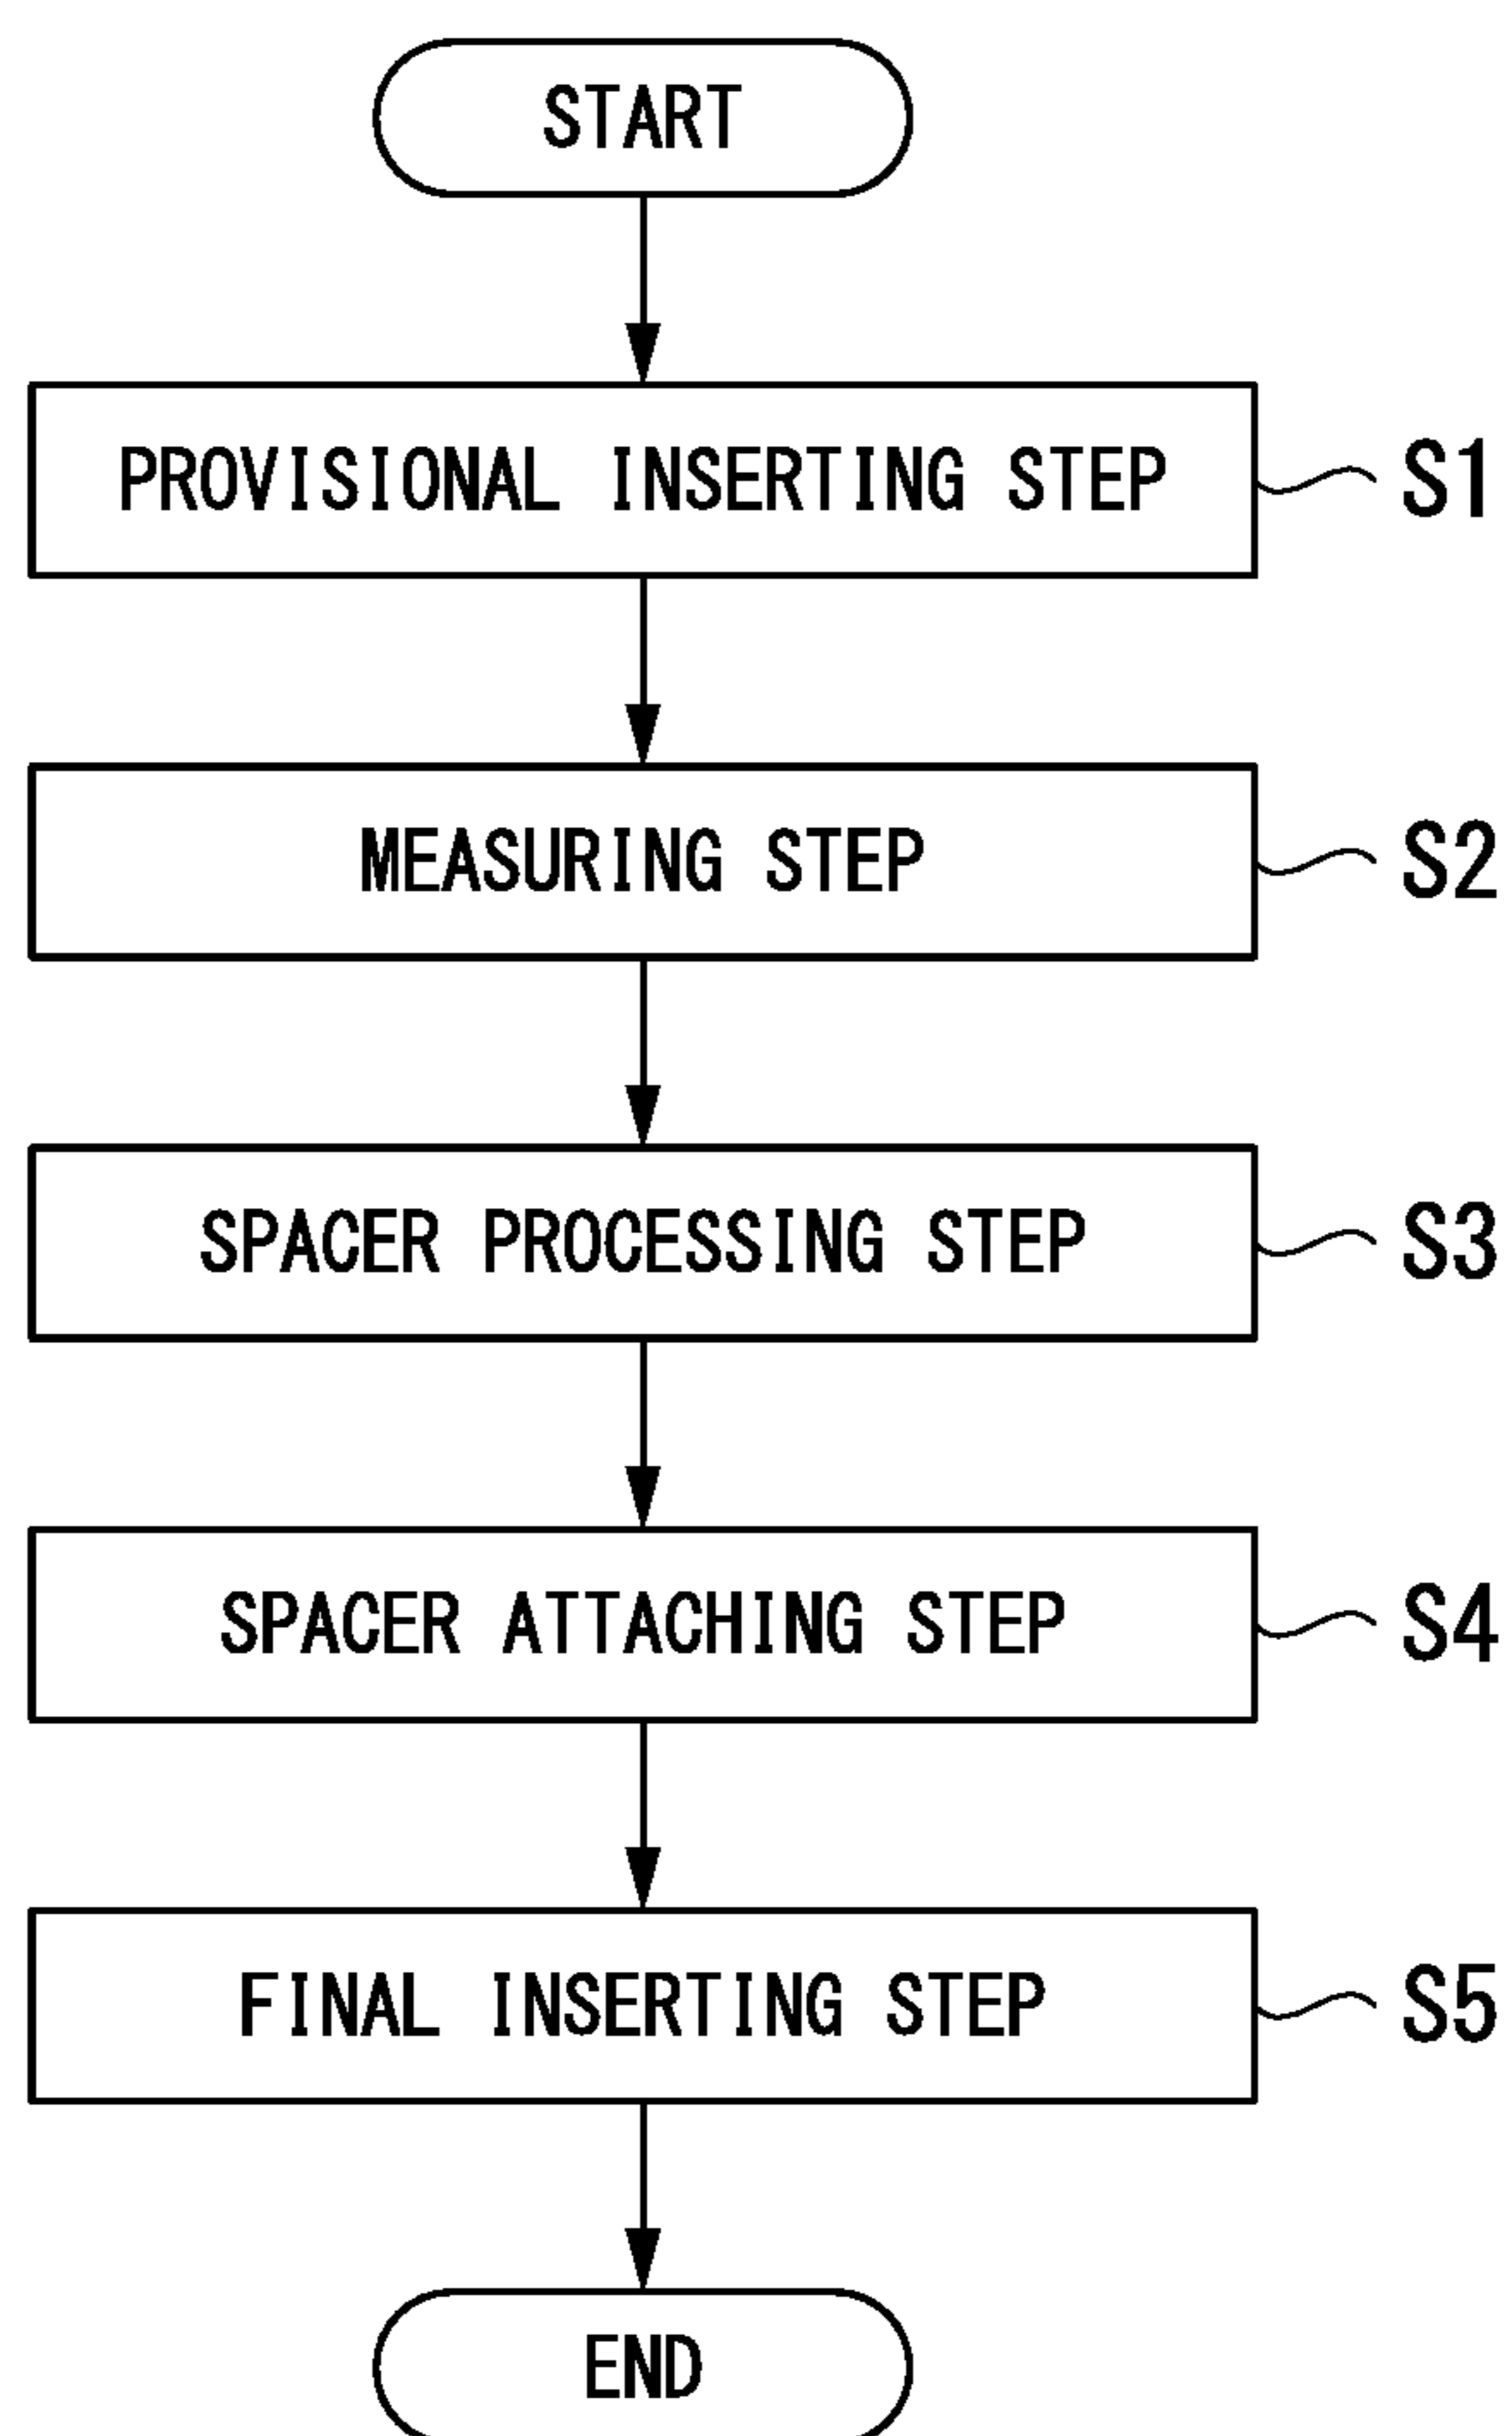 START
PROVISIONAL INSERTING STEP S1
MEASURING STEP S2
SPACER PROCESSING STEP S3
SPACER ATTACHING STEP S4
FINAL INSERTING STEP S5
END